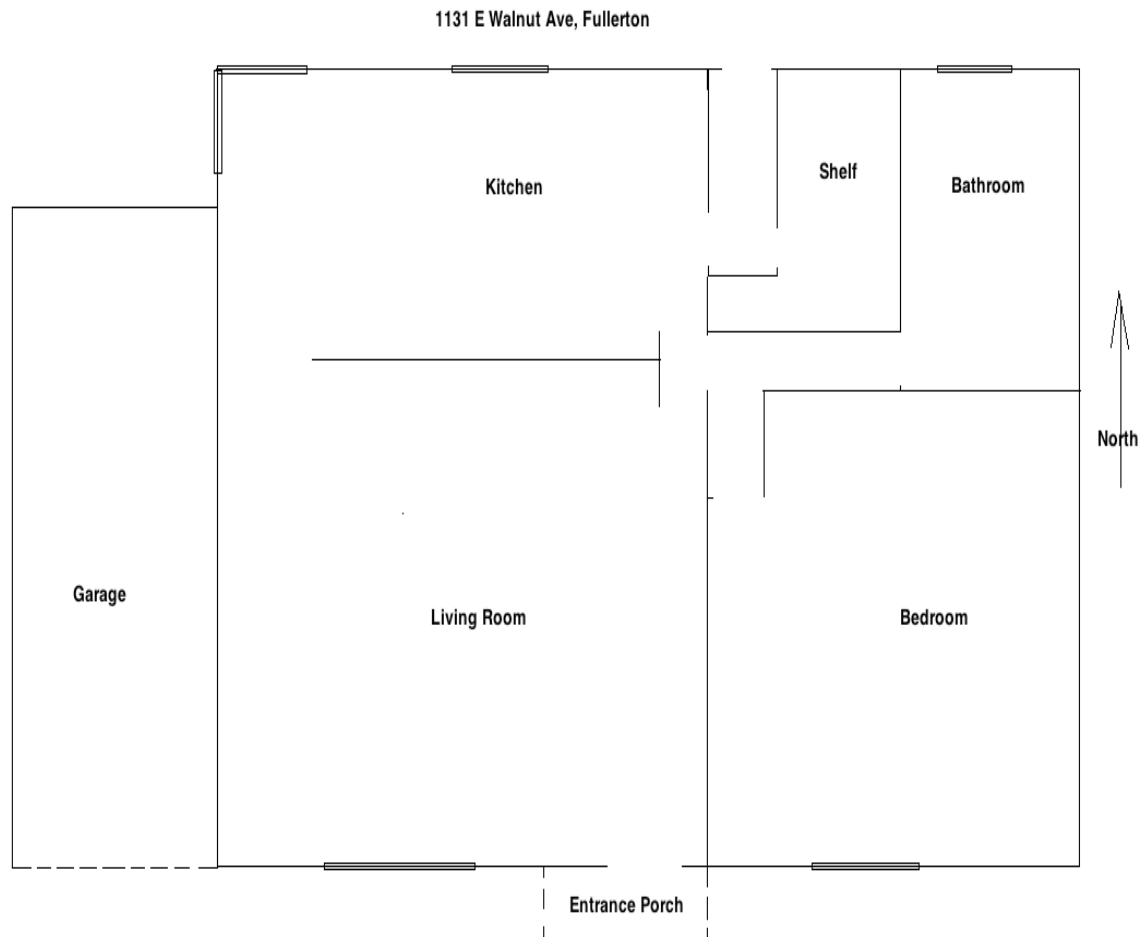 1131 E Walnut Ave, Fullerton
Kitchen
Shelf
Bathroom
North
Garage
Living Room
Bedroom
Entrance Porch